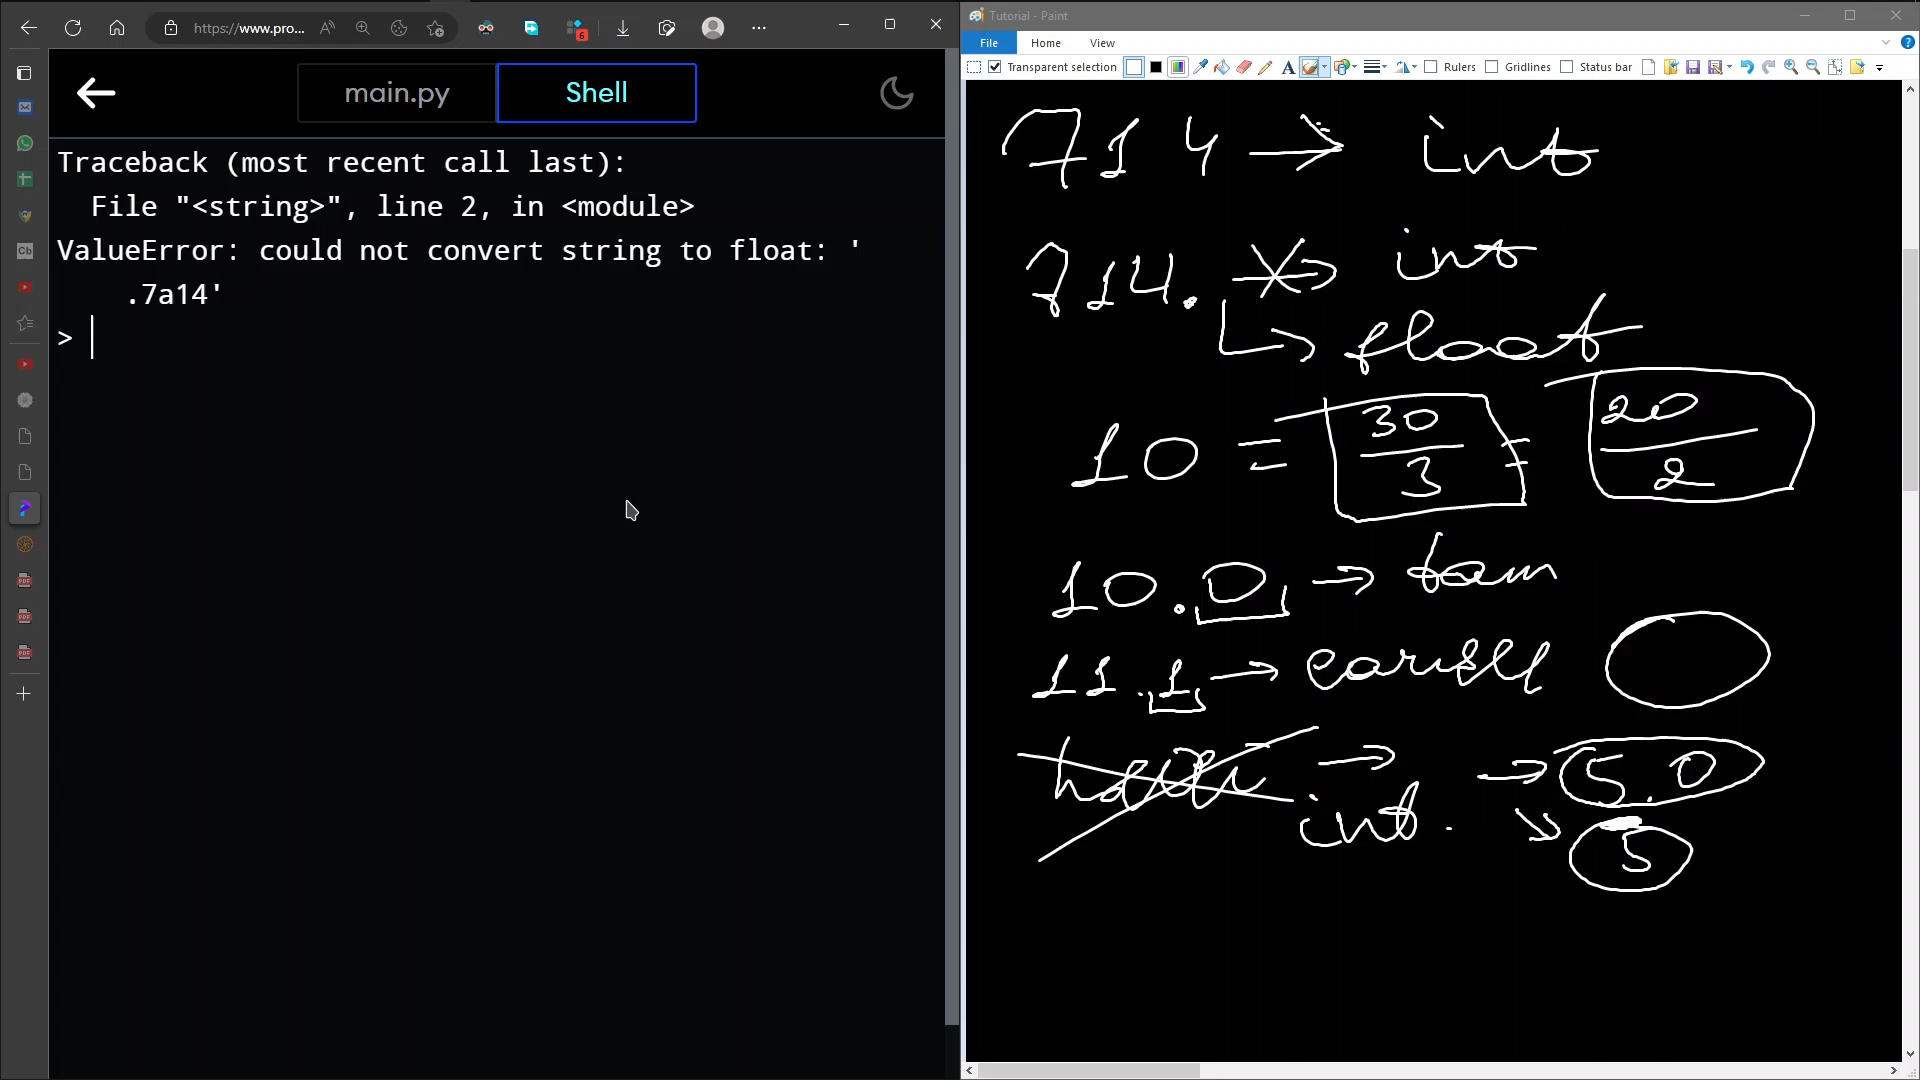 https://www.pro...
6
main.py
Shell
Traceback (most recent call last):
File "<string>", line 2, in <module>
ValueError: could not convert string to float: '
.7a14'
>
Tutorial - Paint
File Home View
Transparent selection
A
Rulers
Gridlines
Status bar
714 → int
714. → int
↳ float
10 = 30/3 = 20/2
10.0 → tam
11.1 →
→ → 5.0
int. ↘ 5